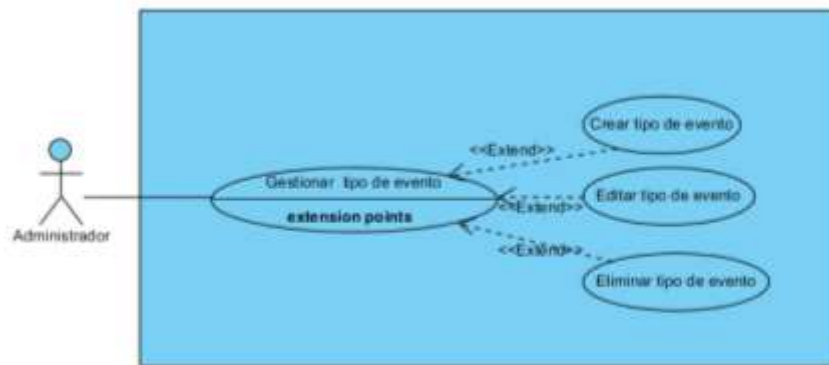 Crear tipo de evento
<<Extend>>
Gestionar tipo de evento
Editar tipo de evento
<<Extend>>
extension points
Administrador
<<Extend>>
Eliminar tipo de evento